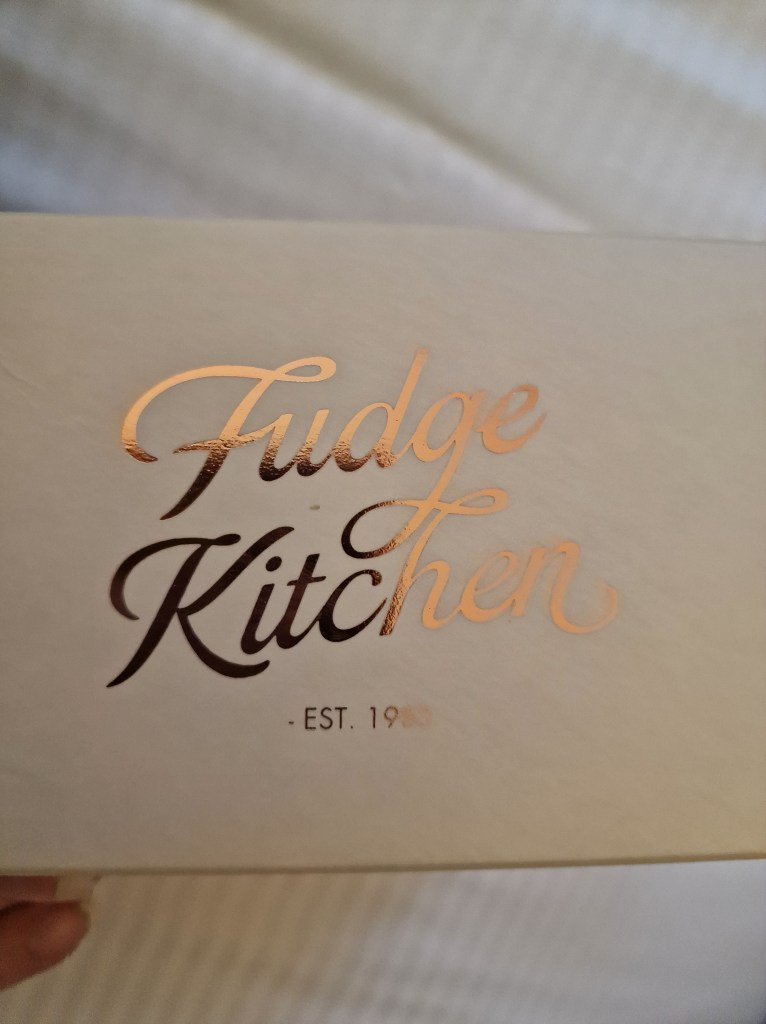 Fudge
Kitchen
- EST.